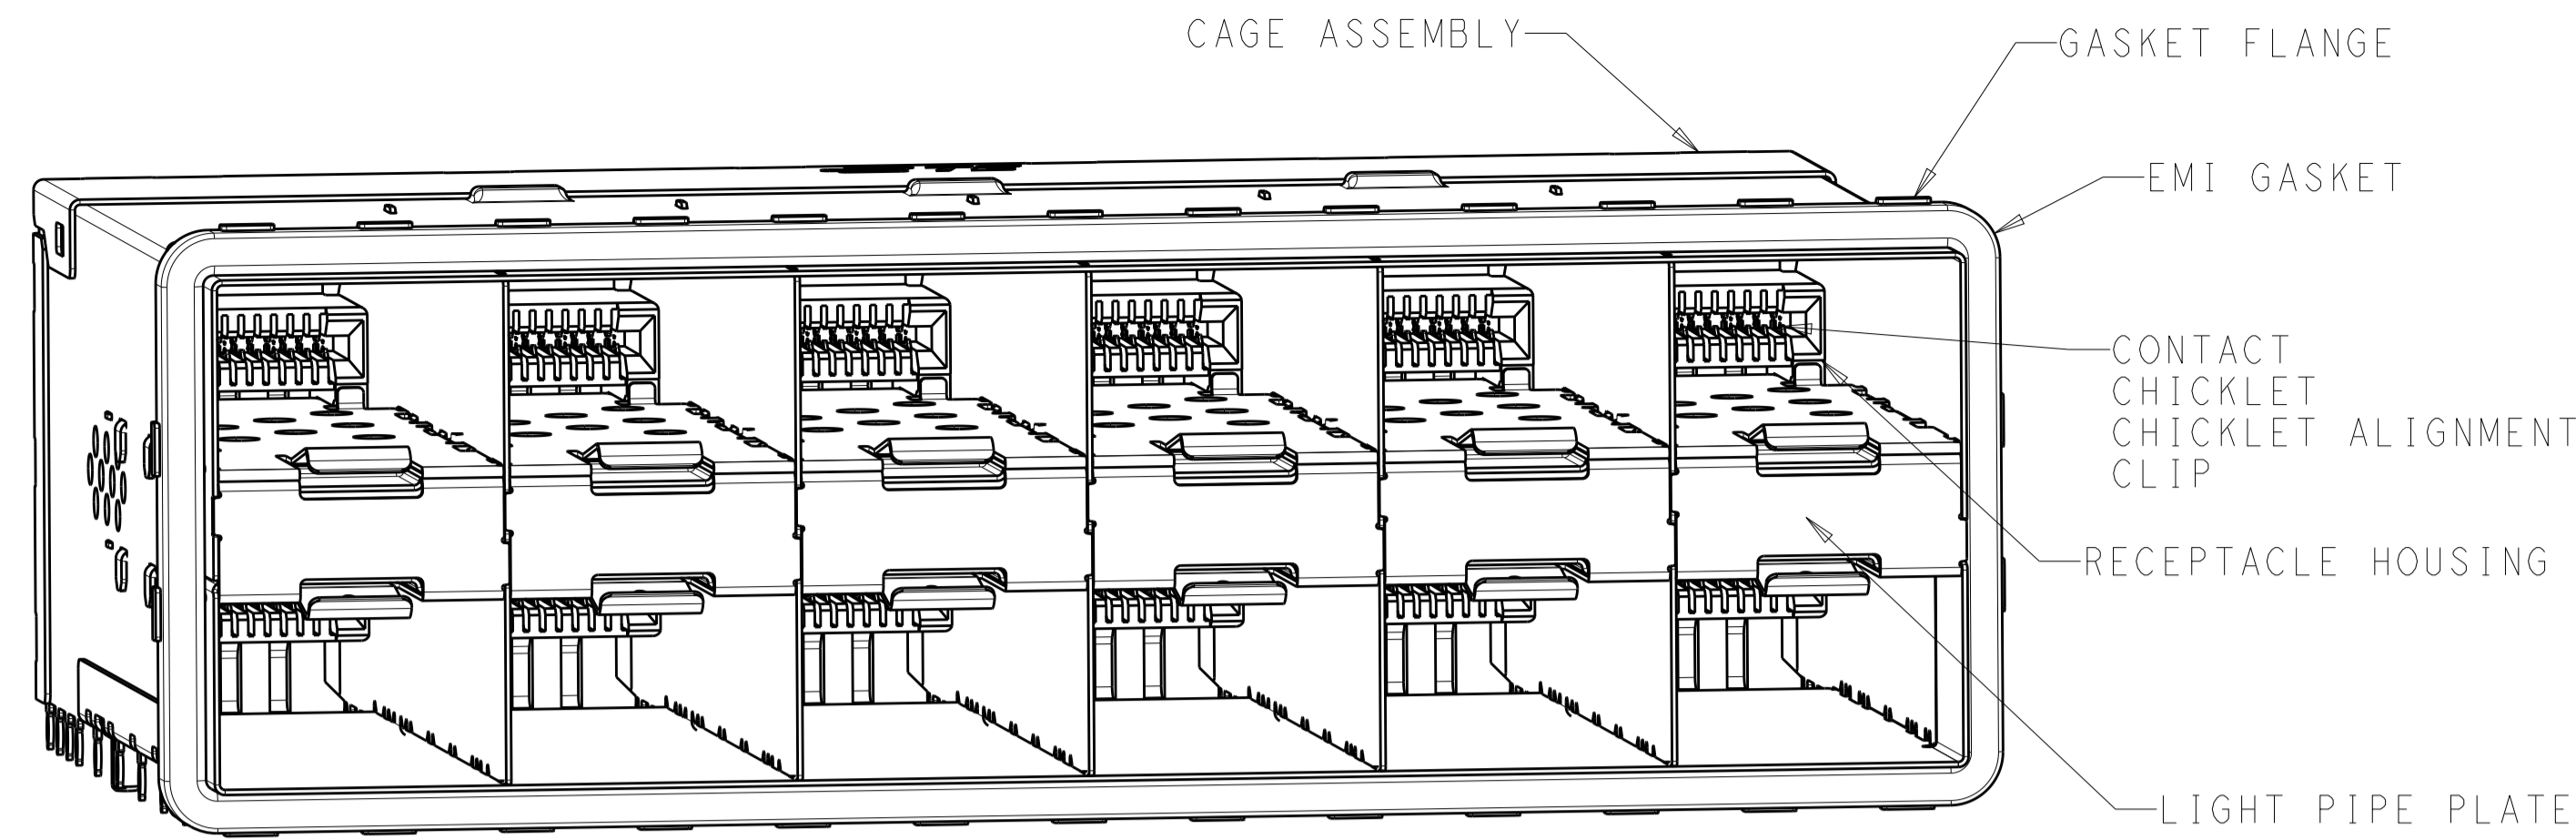 CAGE ASSEMBLY
GASKET FLANGE
EMI GASKET
CONTACT
CHICKLET
CHICKLET ALIGNMENT
CLIP
RECEPTACLE HOUSING
LIGHT PIPE PLATE